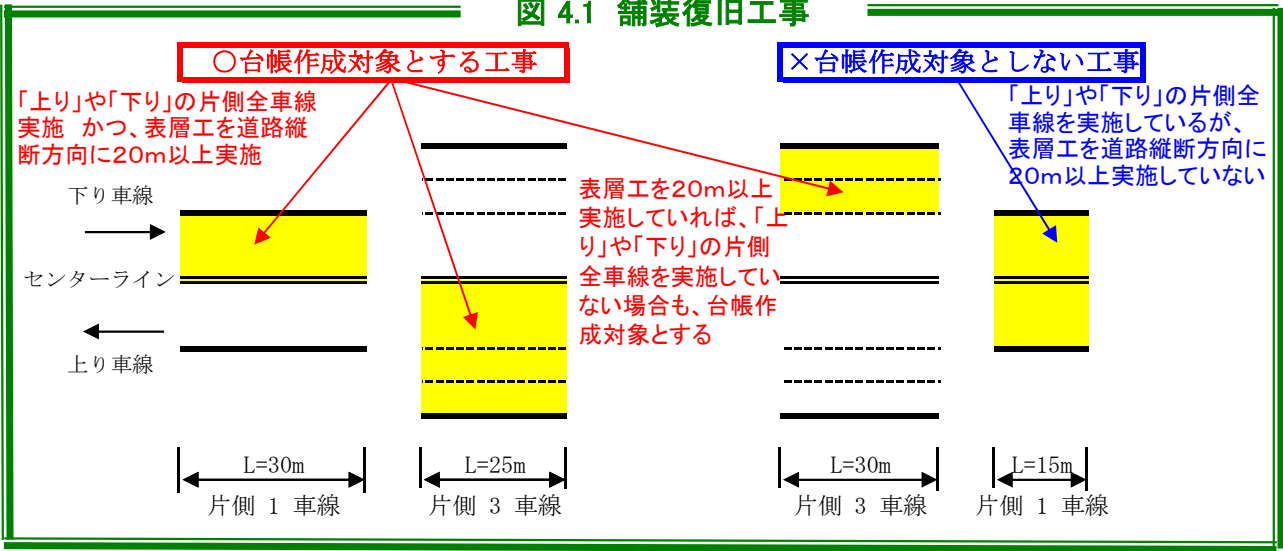 図 4.1 舗装復旧工事
○台帳作成対象とする工事
×台帳作成対象としない工事
「上り」や「下り」の片側全車線
実施　かつ、表層工を道路縦
断方向に20m以上実施
「上り」や「下り」の片側全
車線を実施しているが、
表層工を道路縦断方向に
20m以上実施していない
表層工を20m以上
実施していれば、「上
り」や「下り」の片側
全車線を実施してい
ない場合も、台帳作
成対象とする
下り車線
センターライン
上り車線
L=30m
片側 1 車線
L=25m
片側 3 車線
L=30m
片側 3 車線
L=15m
片側 1 車線